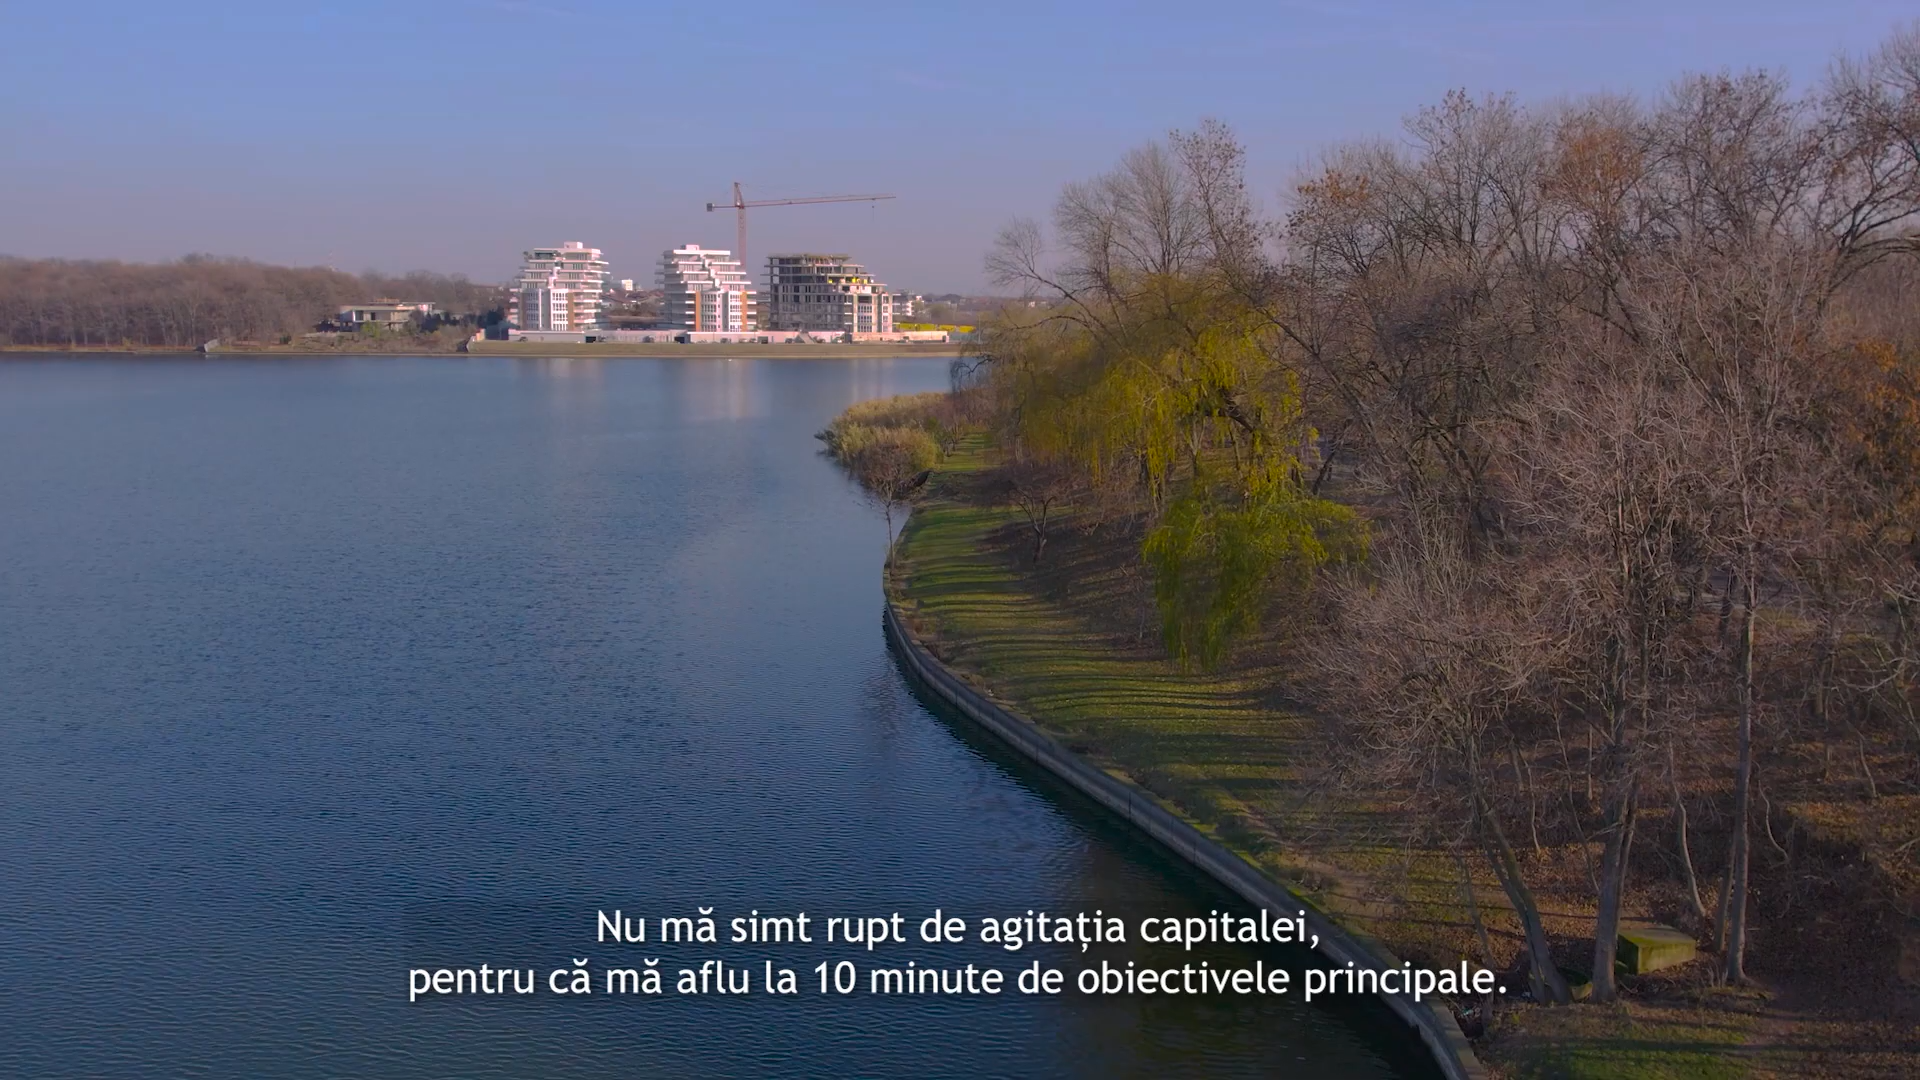 Nu mă simt rupt de agitația capitalei,
pentru că mă aflu la 10 minute de obiectivele principale.